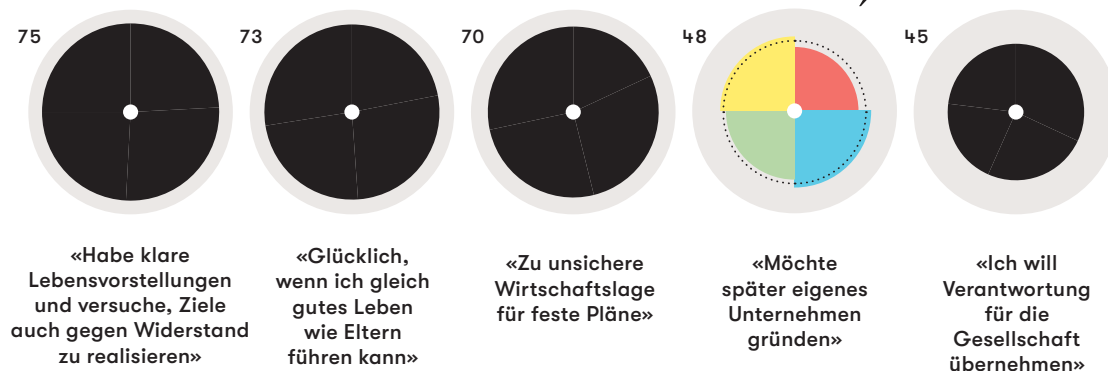 75
73
70
48
45
«Habe klare
Lebensvorstellungen
und versuche, Ziele
auch gegen Widerstand
zu realisieren»
«Glücklich,
wenn ich gleich
gutes Leben
wie Eltern
führen kann»
«Zu unsichere
Wirtschaftslage
für feste Pläne»
«Möchte
später eigenes
Unternehmen
gründen»
«Ich will
Verantwortung
für die
Gesellschaft
übernehmen»